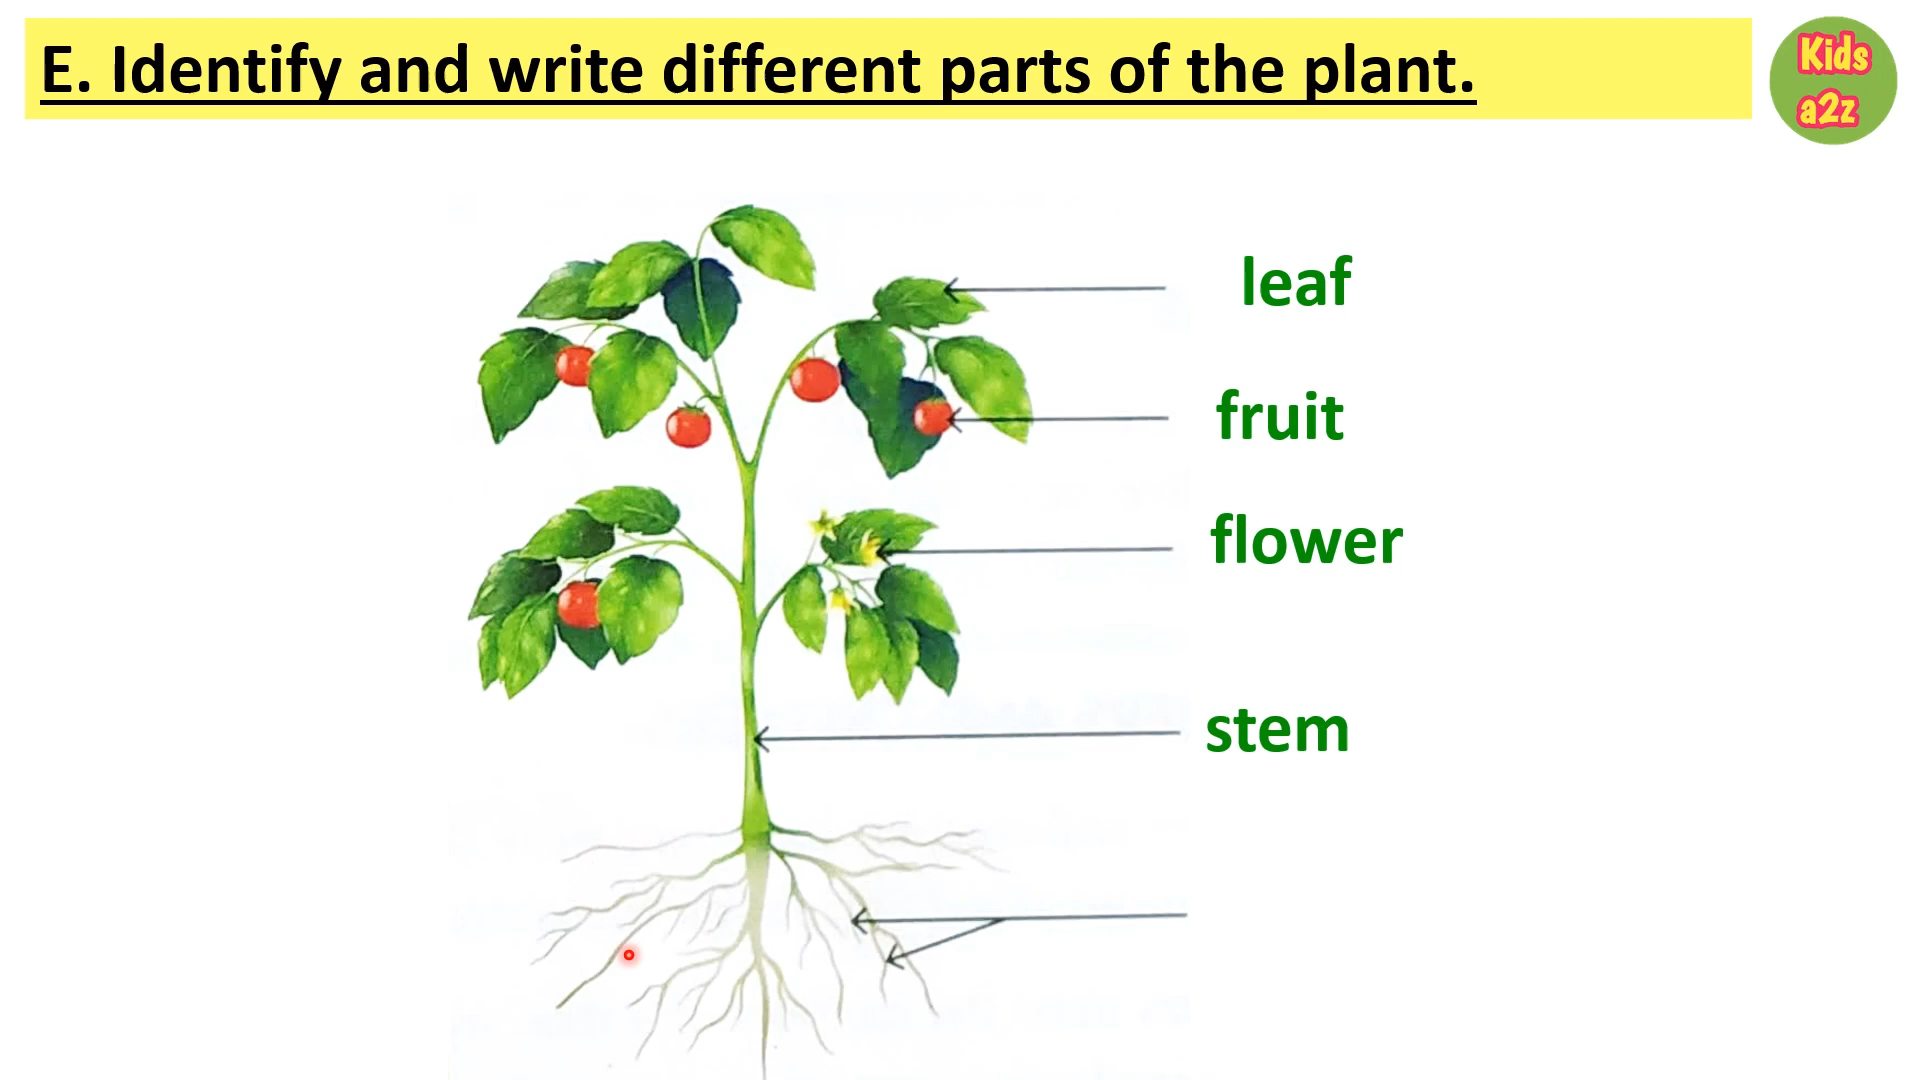 E. Identify and write different parts of the plant.
Kids
a2z
leaf
fruit
flower
stem